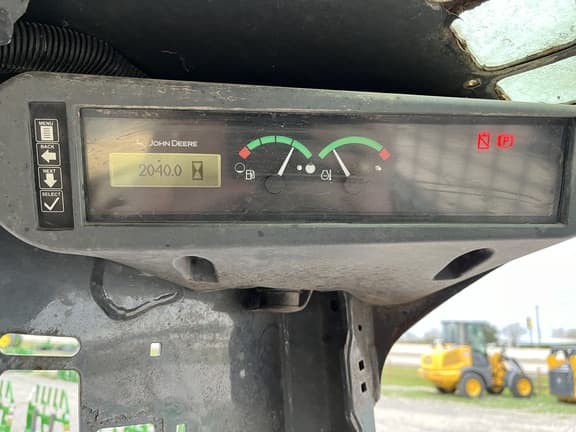 MENU
BACK
NEXT
SELECT
JOHN DEERE
2040.0
P